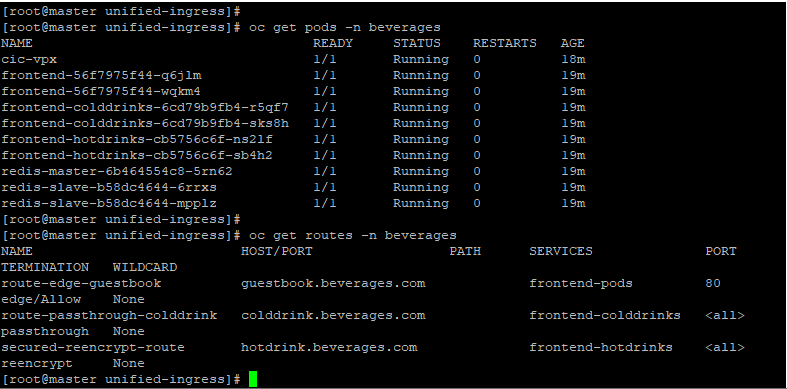 [root@master unified-ingress]#
[root@master unified-ingress]# oc get pods -n beverages
NAME                                   READY     STATUS    RESTARTS   AGE
cic-vpx                                1/1       Running   0          18m
frontend-56f7975f44-q6jlm              1/1       Running   0          19m
frontend-56f7975f44-wqkm4              1/1       Running   0          19m
frontend-colddrinks-6cd79b9fb4-r5qf7   1/1       Running   0          19m
frontend-colddrinks-6cd79b9fb4-sks8h   1/1       Running   0          19m
frontend-hotdrinks-cb5756c6f-ns2lf     1/1       Running   0          19m
frontend-hotdrinks-cb5756c6f-sb4h2     1/1       Running   0          19m
redis-master-6b464554c8-5rn62          1/1       Running   0          19m
redis-slave-b58dc4644-6rrxs            1/1       Running   0          19m
redis-slave-b58dc4644-mpplz            1/1       Running   0          19m
[root@master unified-ingress]#
[root@master unified-ingress]# oc get routes -n beverages
NAME                          HOST/PORT                 PATH      SERVICES              PORT
TERMINATION   WILDCARD
route-edge-guestbook          guestbook.beverages.com             frontend-pods         80
edge/Allow    None
route-passthrough-colddrink   colddrink.beverages.com             frontend-colddrinks   <all>
passthrough   None
secured-reencrypt-route       hotdrink.beverages.com              frontend-hotdrinks    <all>
reencrypt     None
[root@master unified-ingress]#